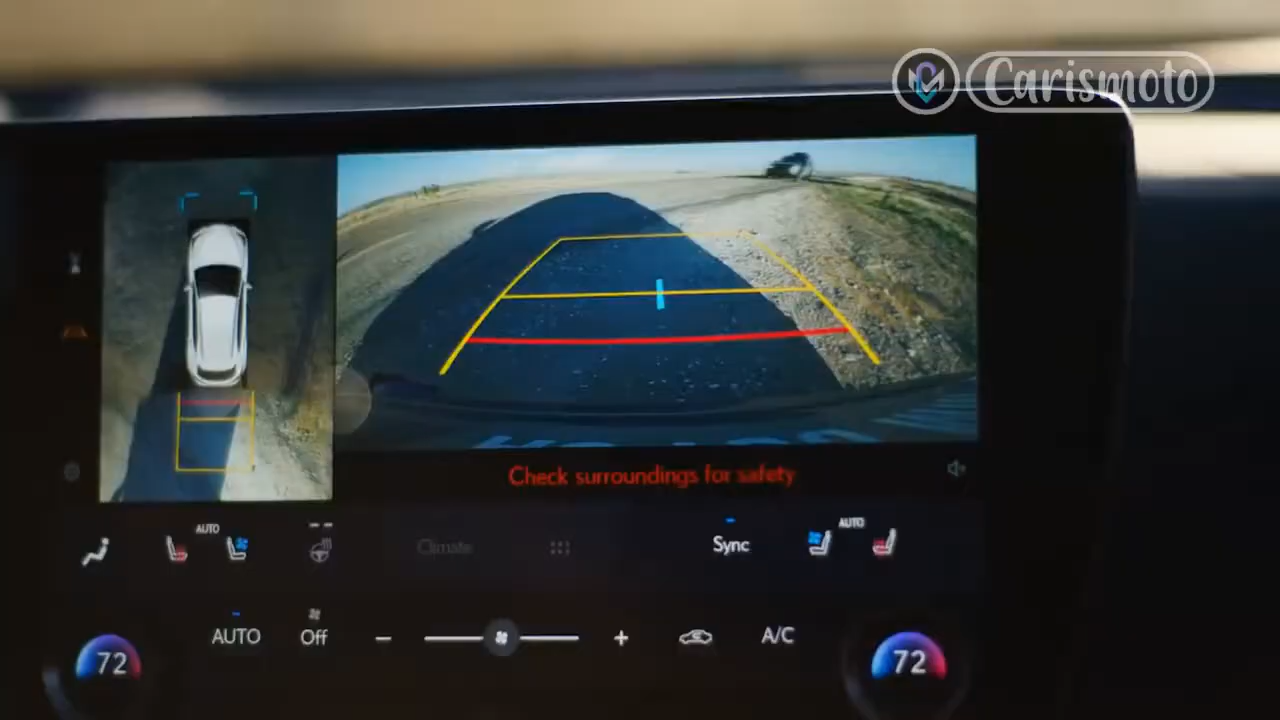 Carismoto
Check surroundings for safety
AUTO
AUTO
Climate
Sync
AUTO
Off
A/C
72
72